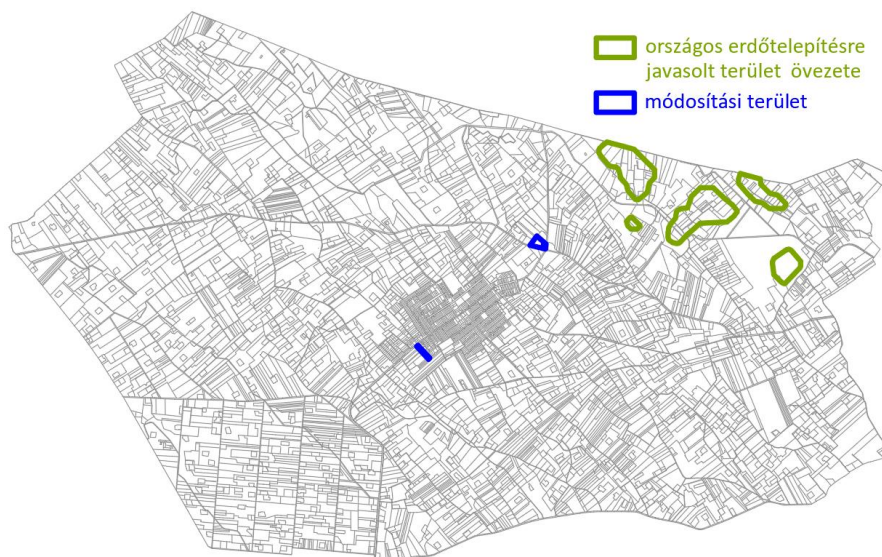 országos erdőtelepítésre
javasolt terület övezete
módosítási terület